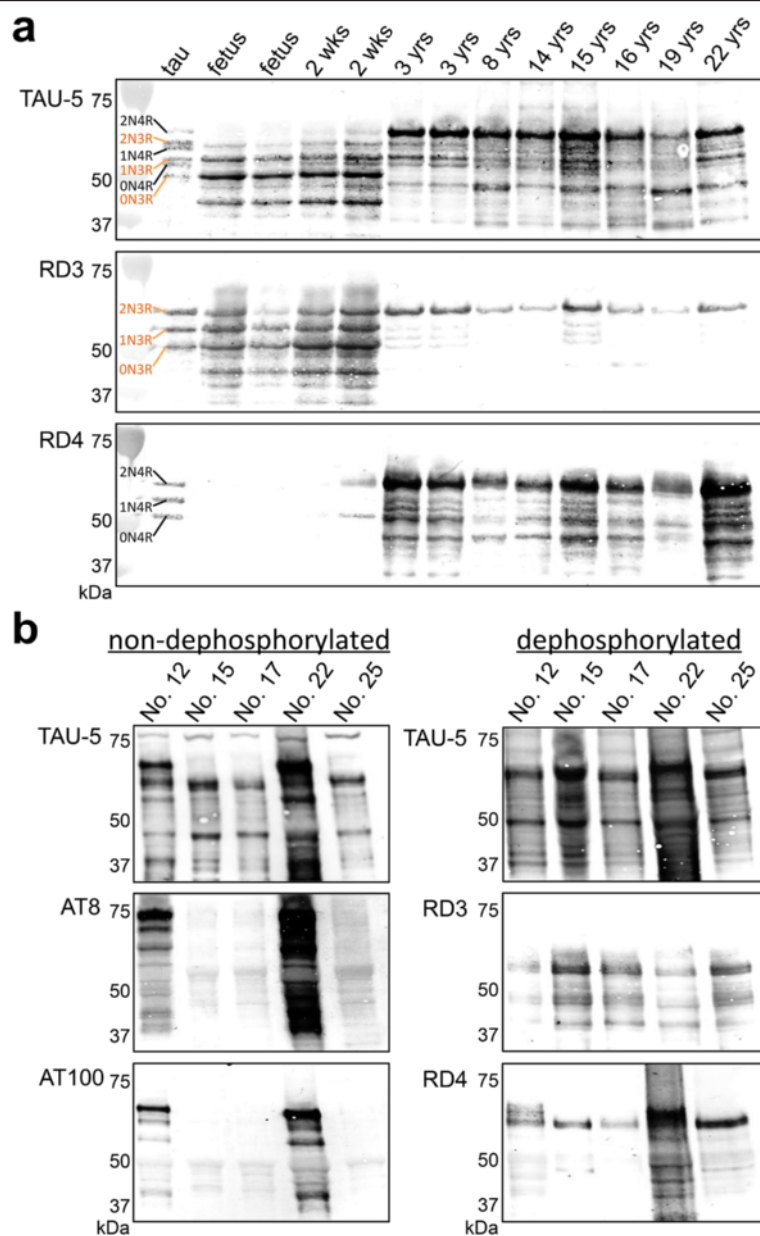 a
tau fetus fetus 2 wks 2 wks 3 yrs 3 yrs 8 yrs 14 yrs 15 yrs 16 yrs 19 yrs 22 yrs
TAU-5 75
2N4R
2N3R
1N4R
1N3R
50
0N4R
0N3R
37
RD3 75
2N3R
1N3R
50
0N3R
37
RD4 75
2N4R
1N4R
50
0N4R
37
kDa
b
non-dephosphorylated dephosphorylated
No. 12 No. 15 No. 17 No. 22 No. 25 No. 12 No. 15 No. 17 No. 22 No. 25
TAU-5 75 TAU-5 75
50 50
37 37
AT8 75 RD3 75
50 50
37 37
AT100 75 RD4 75
50 50
37 37
kDa kDa